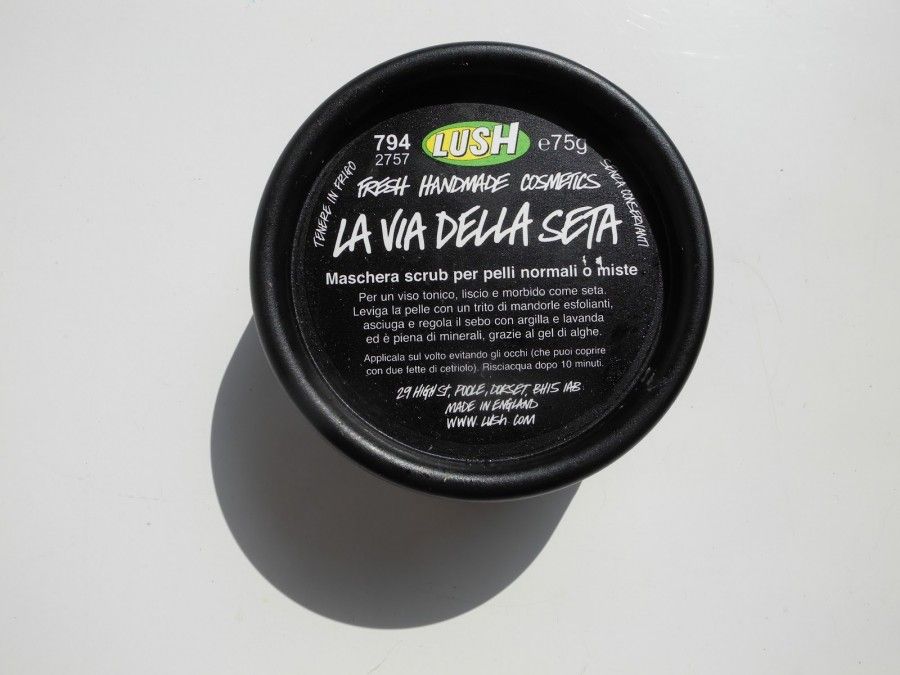 794 LUSH e75g
2757
TENERE IN FRIGO
SENZA CONSERVANTI
FRESH HANDMADE COSMETICS
LA VIA DELLA SETA
Maschera scrub per pelli normali o miste
Per un viso tonico, liscio e morbido come seta.
Leviga la pelle con un trito di mandorle esfolianti,
asciuga e regola il sebo con argilla e lavanda
ed è piena di minerali, grazie al gel di alghe.
Applicala sul volto evitando gli occhi (che puoi coprire
con due fette di cetriolo). Risciacqua dopo 10 minuti.
29 HIGH St, POOLE, DORSET, BH15 1AB.
MADE IN ENGLAND
WWW.LUSH.COM